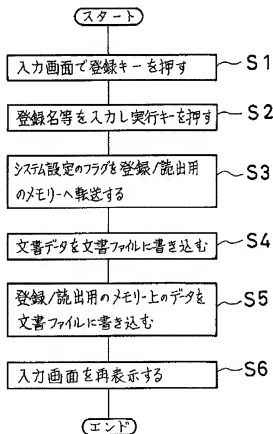 スタート
入力画面で登録キーを押す
S1
登録名等を入力し実行キーを押す
S2
システム設定のフラグを登録/読出用
のメモリーへ転送する
S3
文書データを文書ファイルに書き込む
S4
登録/読出用のメモリー上のデータを
文書ファイルに書き込む
S5
入力画面を再表示する
S6
エンド